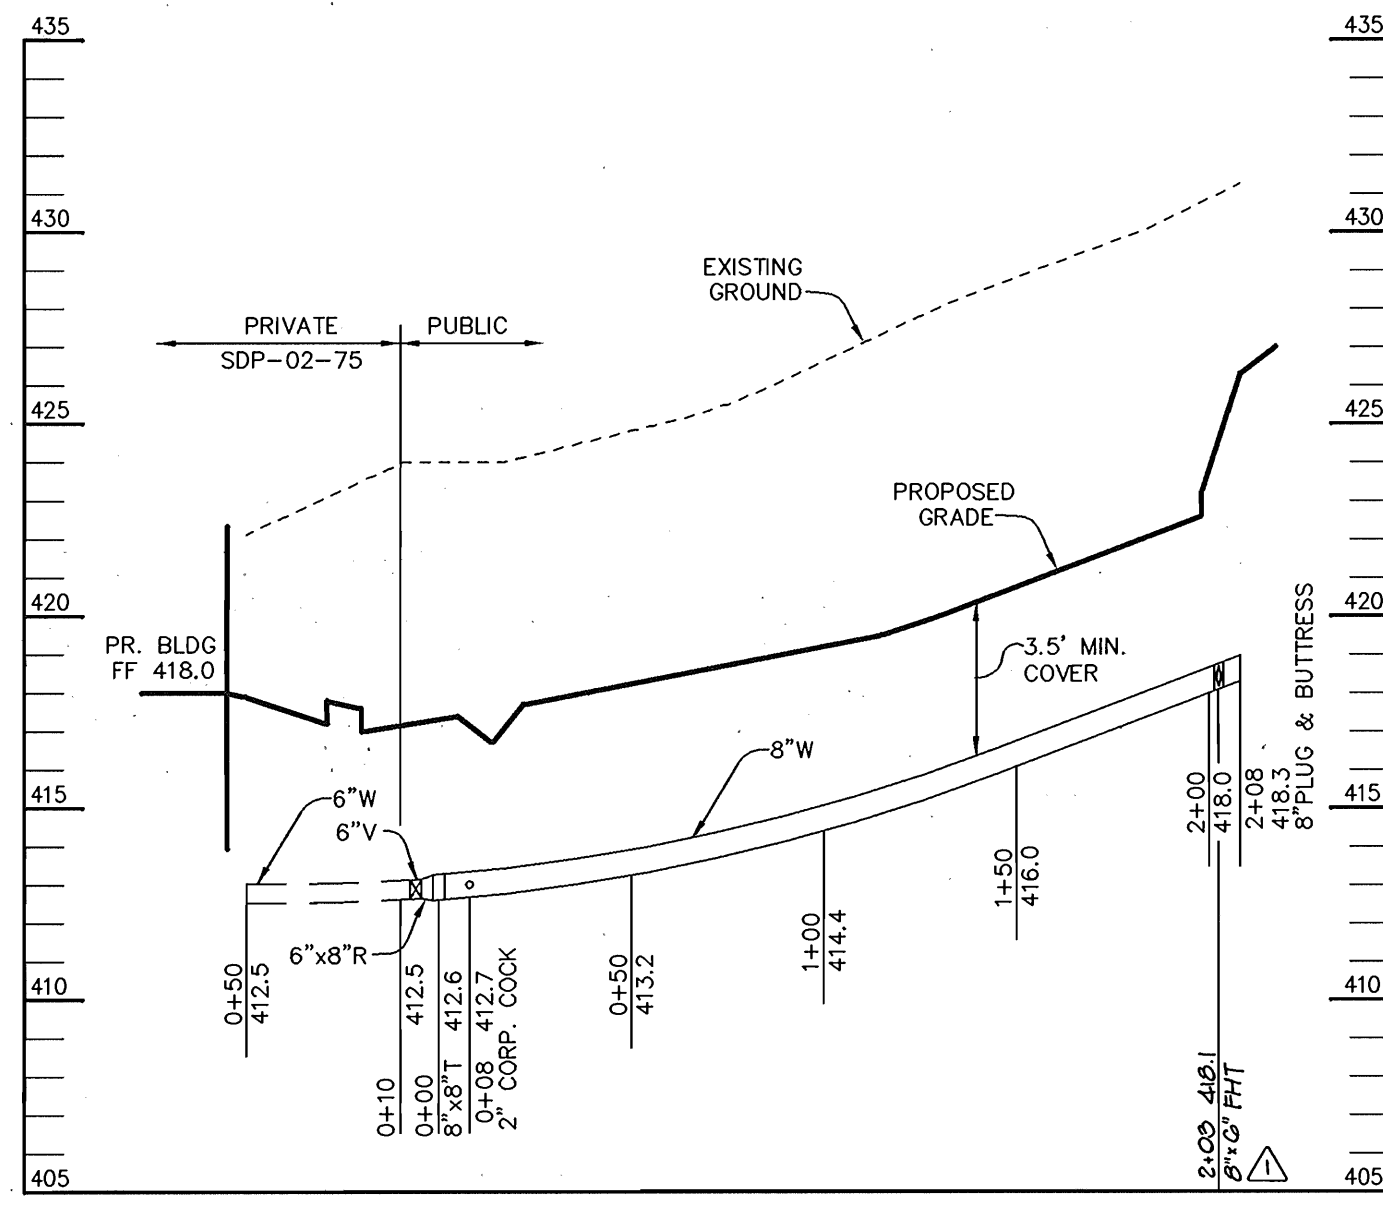 435
435
430
430
EXISTING
GROUND
PRIVATE
PUBLIC
SDP-02-75
425
425
PROPOSED
GRADE
420
420
PR. BLDG
FF 418.0
3.5' MIN.
COVER
8"W
6"W
6"V
415
415
6"x8"R
410
410
0+50
412.5
0+10
412.5
0+00
412.6
8"x8"T
0+08 412.7
2" CORP. COCK
0+50
413.2
1+00
414.4
1+50
416.0
2+00
418.0
2+08
418.3
8"PLUG & BUTTRESS
2+03 418.1
8"x6" FHT
1
405
405